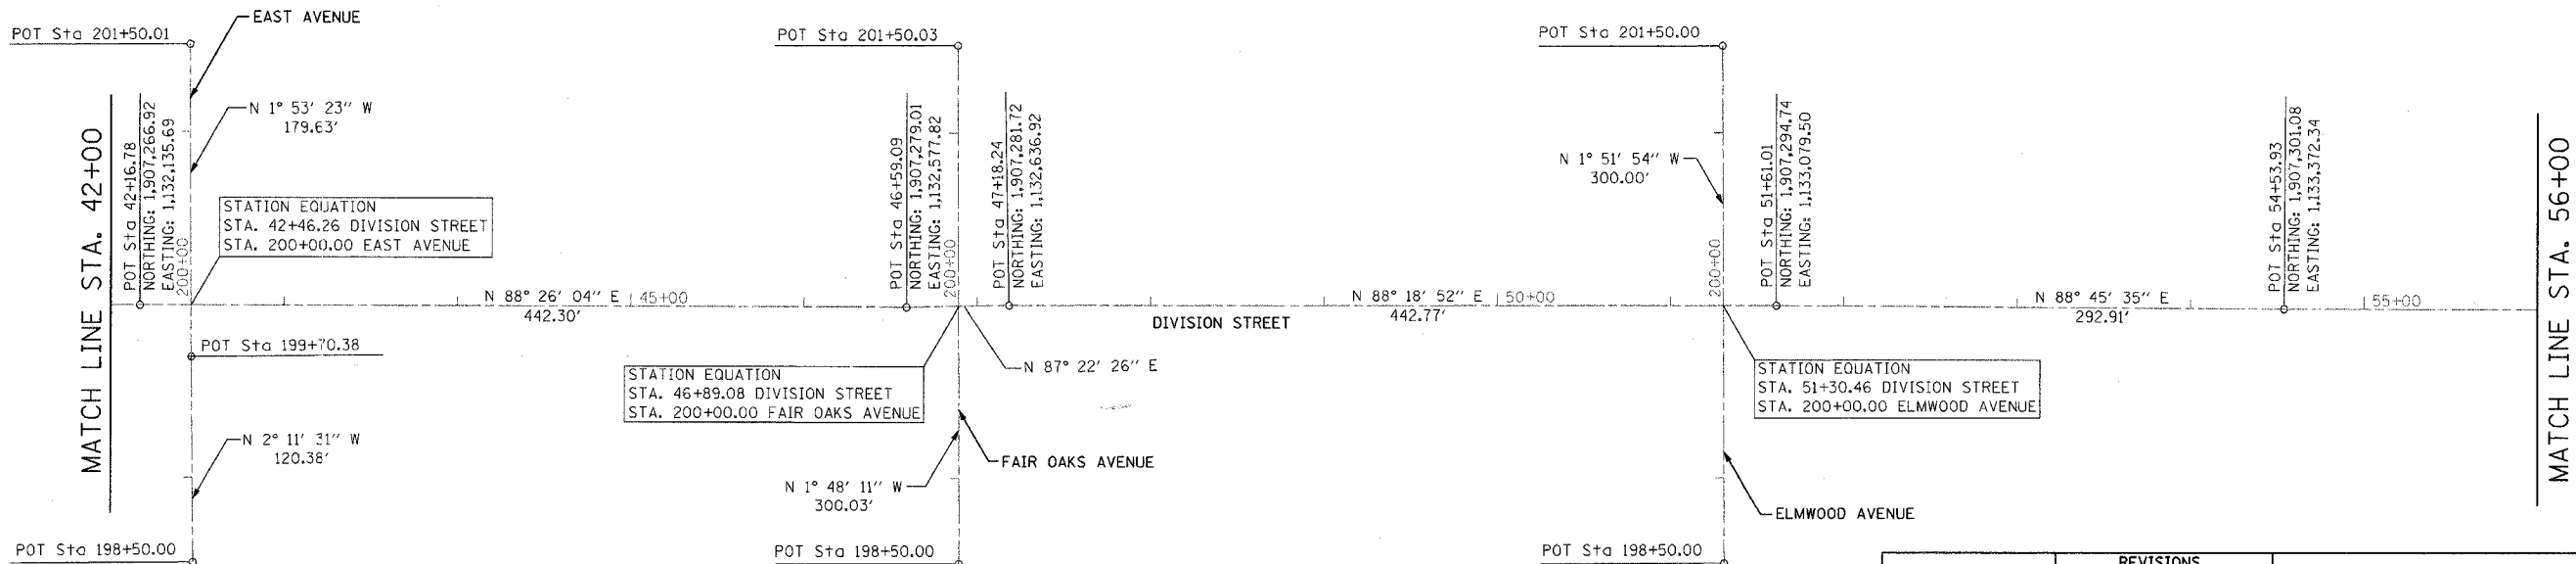 EAST AVENUE
POT Sta 201+50.01
POT Sta 201+50.03
POT Sta 201+50.00
MATCH LINE STA. 42+00
POT Sta 42+16.78
NORTHING: 1,907,266.92
EASTING: 1,132,135.69
200+00
N 1° 53' 23'' W
179.63'
STATION EQUATION
STA. 42+46.26 DIVISION STREET
STA. 200+00.00 EAST AVENUE
POT Sta 46+59.09
NORTHING: 1,907,279.01
EASTING: 1,132,577.82
200+00
POT Sta 47+18.24
NORTHING: 1,907,281.72
EASTING: 1,132,636.92
N 1° 51' 54'' W
300.00'
200+00
POT Sta 51+61.01
NORTHING: 1,907,294.74
EASTING: 1,133,079.50
POT Sta 54+53.93
NORTHING: 1,907,301.08
EASTING: 1,133,372.34
MATCH LINE STA. 56+00
N 88° 26' 04'' E
442.30'
45+00
DIVISION STREET
N 88° 18' 52'' E
442.77'
50+00
N 88° 45' 35'' E
292.91'
55+00
POT Sta 199+70.38
STATION EQUATION
STA. 46+89.08 DIVISION STREET
STA. 200+00.00 FAIR OAKS AVENUE
N 87° 22' 26'' E
STATION EQUATION
STA. 51+30.46 DIVISION STREET
STA. 200+00.00 ELMWOOD AVENUE
N 2° 11' 31'' W
120.38'
FAIR OAKS AVENUE
N 1° 48' 11'' W
300.03'
ELMWOOD AVENUE
POT Sta 198+50.00
POT Sta 198+50.00
POT Sta 198+50.00
REVISIONS